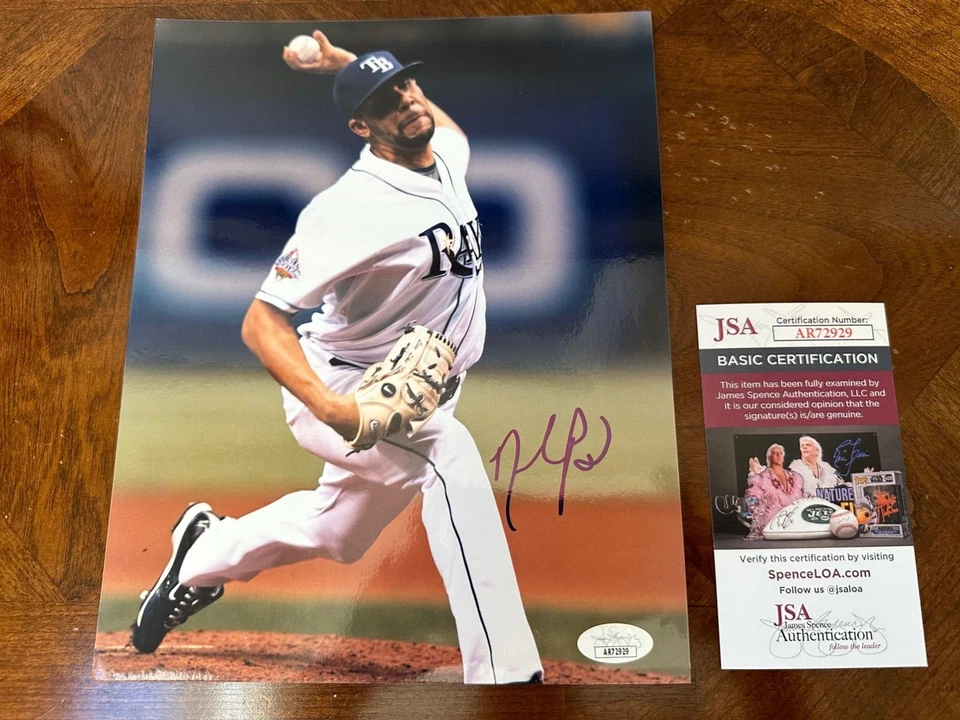 TB
RAYS
AR72929
JSA
Certification Number:
AR72929
BASIC CERTIFICATION
This item has been fully examined by
James Spence Authentication, LLC and
it is our considered opinion that the
signature(s) is/are genuine.
NATURE
JETS
Verify this certification by visiting
SpenceLOA.com
Follow us @jsaloa
JSA
James Spence
Authentication
follow the leader